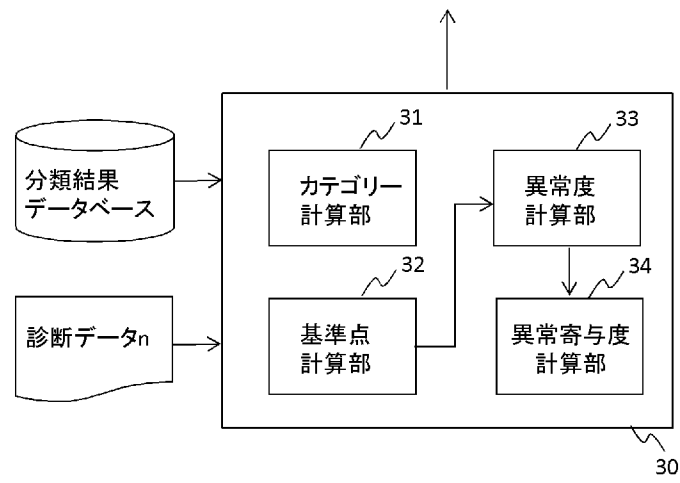 分類結果
データベース
診断データn
31
カテゴリー
計算部
32
基準点
計算部
33
異常度
計算部
34
異常寄与度
計算部
30